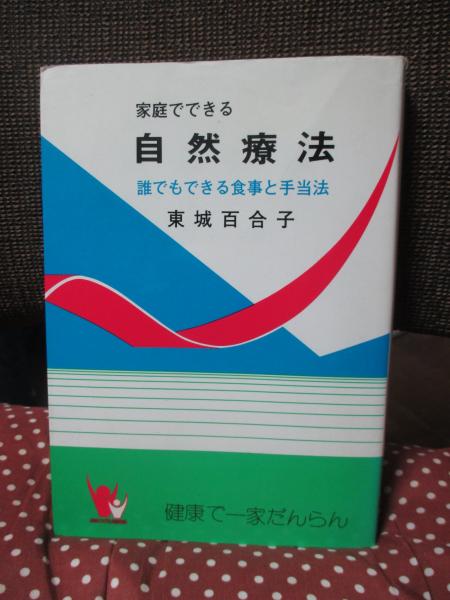 家庭でできる
自然療法
誰でもできる食事と手当法
東城百合子
健康で一家だんらん